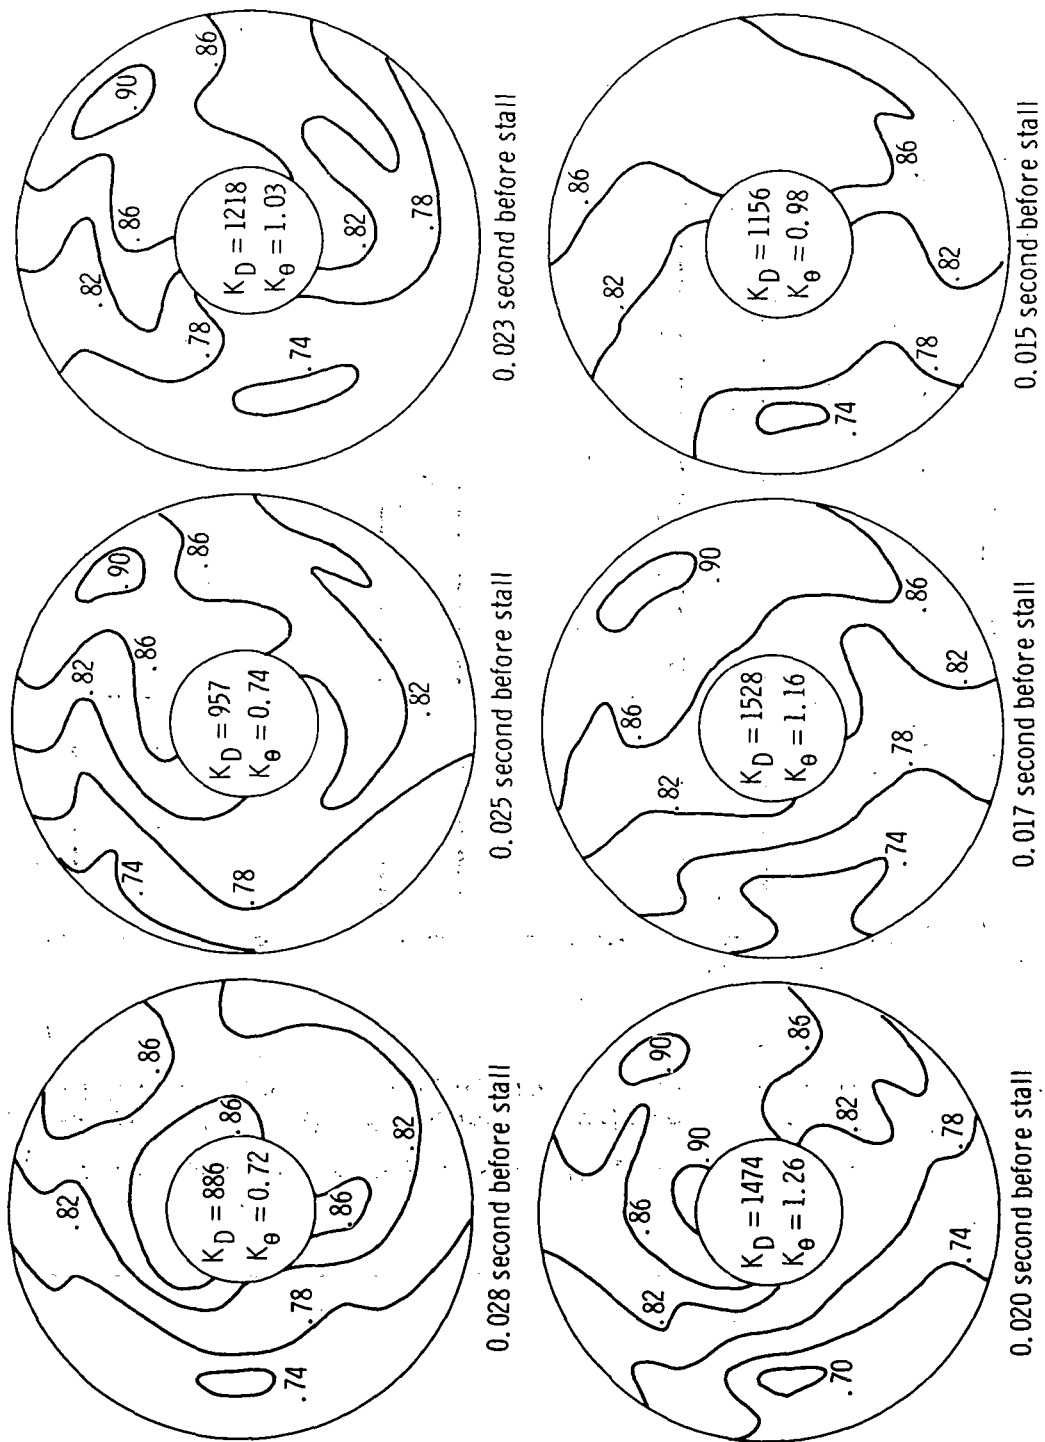 .86
.86
.82
.86
.78
.74
K_D = 886
K_θ = 0.72
0.028 second before stall
.90
.86
.86
.82
.82
.74
.78
K_D = 957
K_θ = 0.74
0.025 second before stall
.90
.86
.86
.82
.82
.78
.78
.74
K_D = 1218
K_θ = 1.03
0.023 second before stall
.90
.90
.86
.86
.82
.82
.78
.74
.70
K_D = 1474
K_θ = 1.26
0.020 second before stall
.90
.86
.86
.82
.82
.78
.74
K_D = 1528
K_θ = 1.16
0.017 second before stall
.86
.86
.82
.82
.78
.74
K_D = 1156
K_θ = 0.98
0.015 second before stall